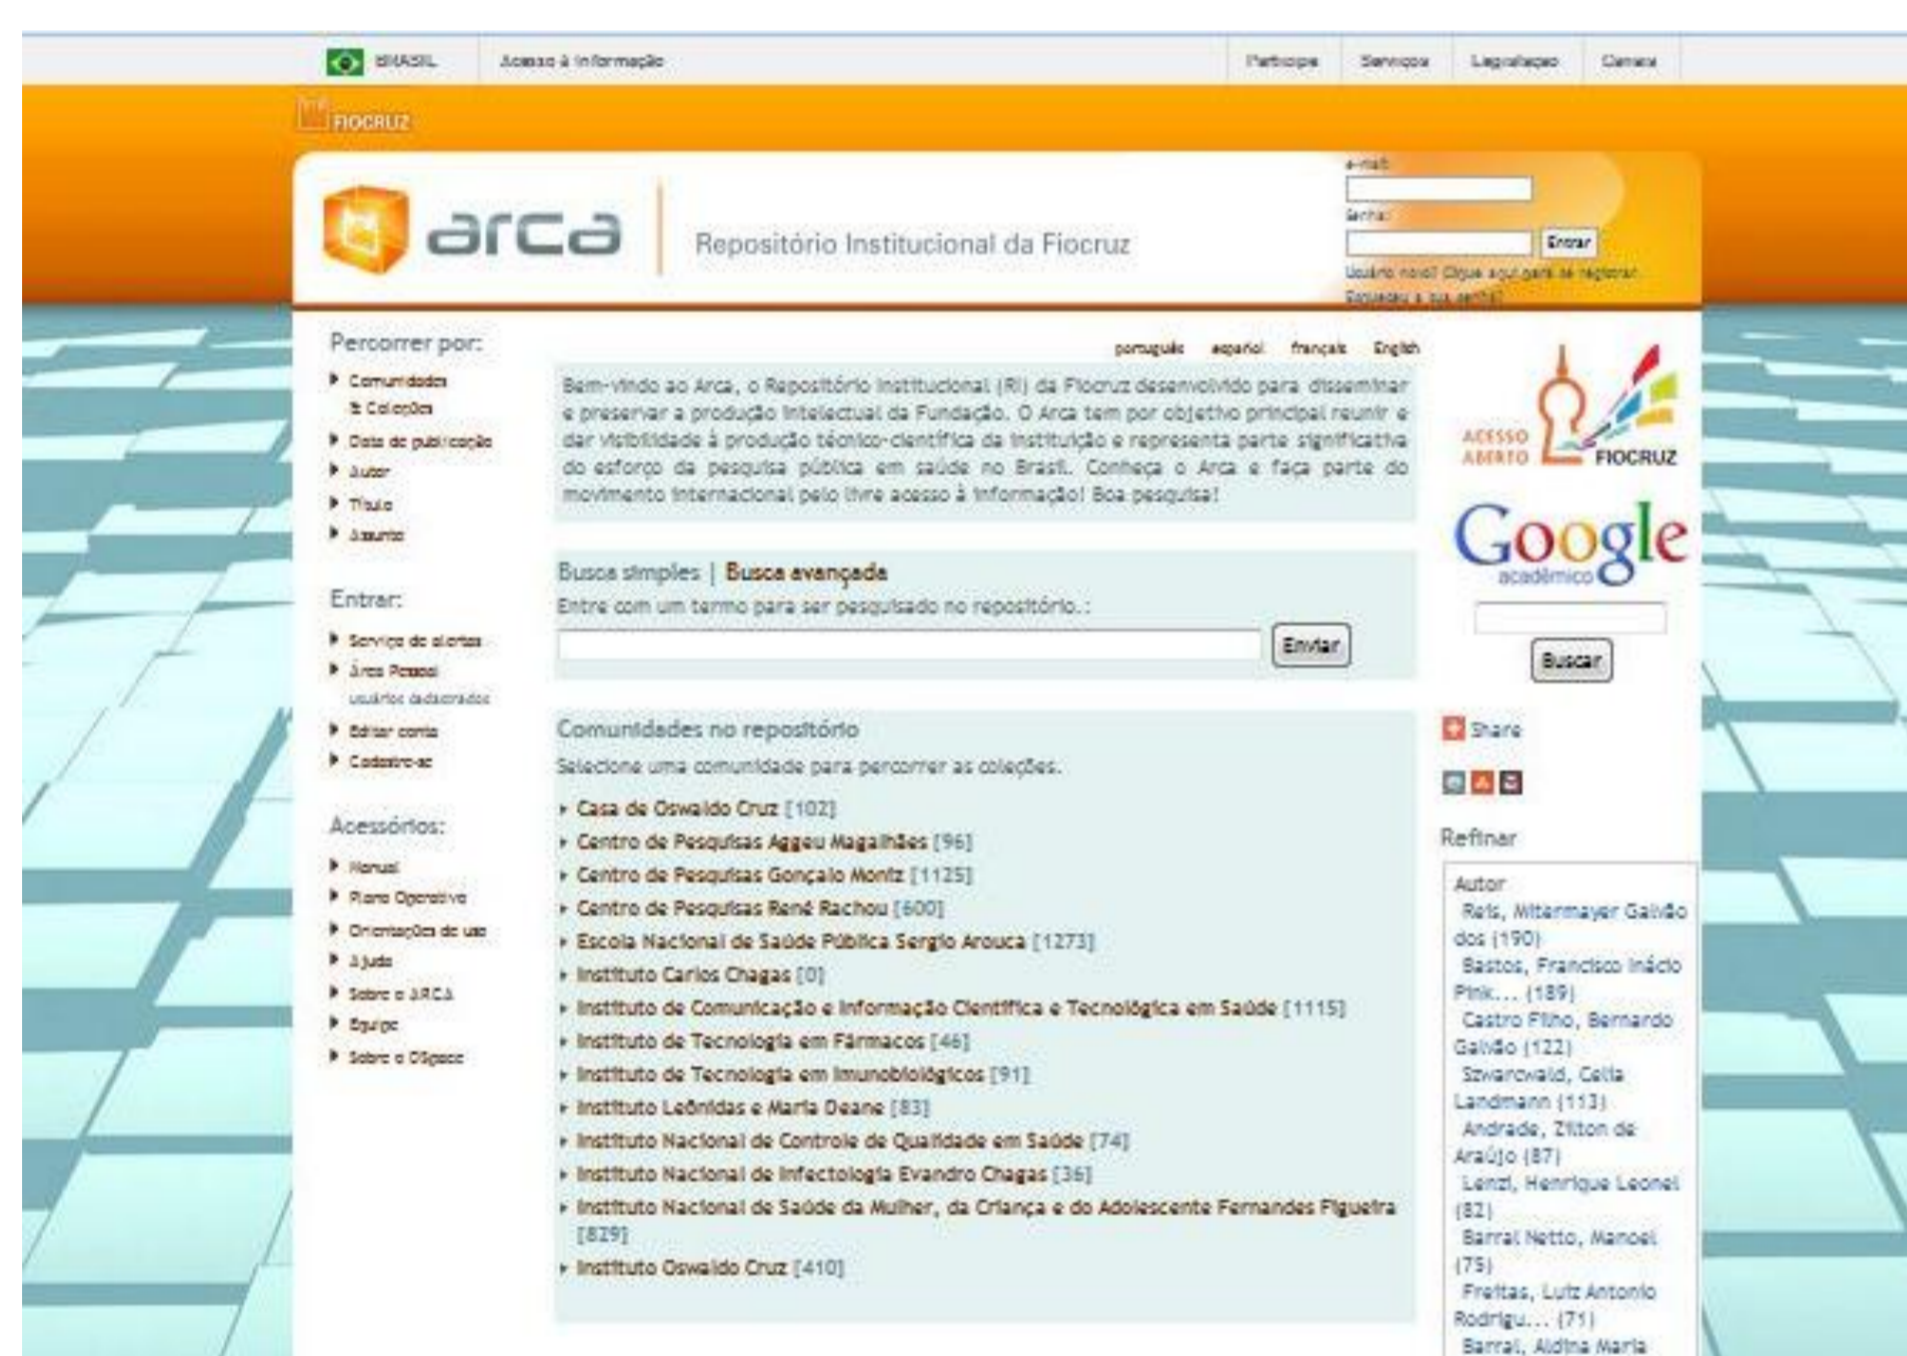 BRASIL
Acesso à informação
Participe
Serviços
Legislação
Canais
FIOCRUZ
arca
Repositório Institucional da Fiocruz
e-mail:
Senha:
Entrar
Usuário novo? Clique aqui para se registrar.
Esqueceu a sua senha?
Percorrer por:
Comunidades
& Coleções
Data de publicação
Autor
Título
Assunto
Entrar:
Serviço de alertas
Área Pessoal
usuários cadastrados
Editar conta
Cadastre-se
Acessórios:
Manual
Plano Operativo
Orientações de uso
Ajuda
Sobre o ARCA
Equipe
Sobre o DSpace
português español français English
Bem-vindo ao Arca, o Repositório Institucional (RI) da Fiocruz desenvolvido para disseminar
e preservar a produção intelectual da Fundação. O Arca tem por objetivo principal reunir e
dar visibilidade à produção técnico-científica da instituição e representa parte significativa
do esforço da pesquisa pública em saúde no Brasil. Conheça o Arca e faça parte do
movimento internacional pelo livre acesso à informação! Boa pesquisa!
Busca simples | Busca avançada
Entre com um termo para ser pesquisado no repositório.:
Enviar
Comunidades no repositório
Selecione uma comunidade para percorrer as coleções.
Casa de Oswaldo Cruz [102]
Centro de Pesquisas Aggeu Magalhães [96]
Centro de Pesquisas Gonçalo Moniz [1125]
Centro de Pesquisas René Rachou [600]
Escola Nacional de Saúde Pública Sergio Arouca [1273]
Instituto Carlos Chagas [0]
Instituto de Comunicação e Informação Científica e Tecnológica em Saúde [1115]
Instituto de Tecnologia em Fármacos [46]
Instituto de Tecnologia em Imunobiológicos [91]
Instituto Leônidas e Maria Deane [83]
Instituto Nacional de Controle de Qualidade em Saúde [74]
Instituto Nacional de Infectologia Evandro Chagas [36]
Instituto Nacional de Saúde da Mulher, da Criança e do Adolescente Fernandes Figueira
[829]
Instituto Oswaldo Cruz [410]
ACESSO
ABERTO
FIOCRUZ
Google
acadêmico
Buscar
Share
Refinar
Autor
Reis, Mitermayer Galvão
dos (190)
Bastos, Francisco Inácio
Pink... (189)
Castro Filho, Bernardo
Galvão (122)
Szwarcwald, Celia
Landmann (113)
Andrade, Zilton de
Araújo (87)
Lenzi, Henrique Leonel
(82)
Barral Netto, Manoel
(75)
Freitas, Luiz Antonio
Rodrigu... (71)
Barral, Aldina Maria